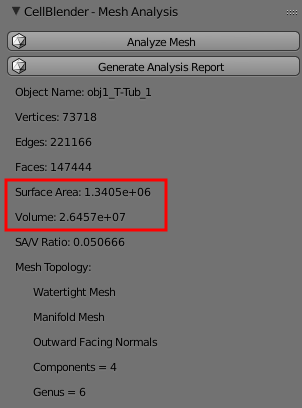 CellBlender - Mesh Analysis
Analyze Mesh
Generate Analysis Report
Object Name: obj1_T-Tub_1
Vertices: 73718
Edges: 221166
Faces: 147444
Surface Area: 1.3405e+06
Volume: 2.6457e+07
SA/V Ratio: 0.050666
Mesh Topology:
Watertight Mesh
Manifold Mesh
Outward Facing Normals
Components = 4
Genus = 6